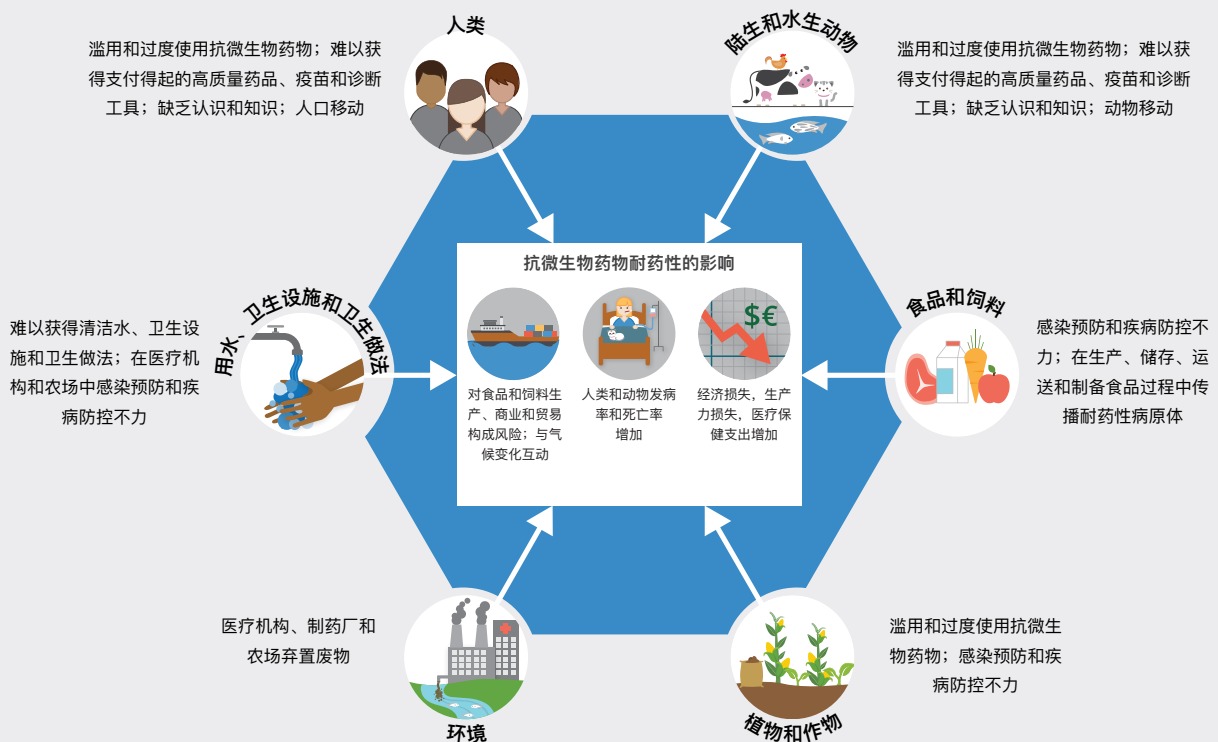 人类
滥用和过度使用抗微生物药物；难以获
得支付得起的高质量药品、疫苗和诊断
工具；缺乏认识和知识；人口移动
陆生和水生动物
滥用和过度使用抗微生物药物；难以获
得支付得起的高质量药品、疫苗和诊断
工具；缺乏认识和知识；动物移动
用水、卫生设施和卫生做法
难以获得清洁水、卫生设
施和卫生做法；在医疗机
构和农场中感染预防和疾
病防控不力
抗微生物药物耐药性的影响
对食品和饲料生
产、商业和贸易
构成风险；与气
候变化互动
人类和动物发病
率和死亡率
增加
$€
经济损失，生产
力损失，医疗保
健支出增加
食品和饲料
感染预防和疾病防控不
力；在生产、储存、运
送和制备食品过程中传
播耐药性病原体
医疗机构、制药厂和
农场弃置废物
环境
植物和作物
滥用和过度使用抗微生
物药物；感染预防和疾
病防控不力